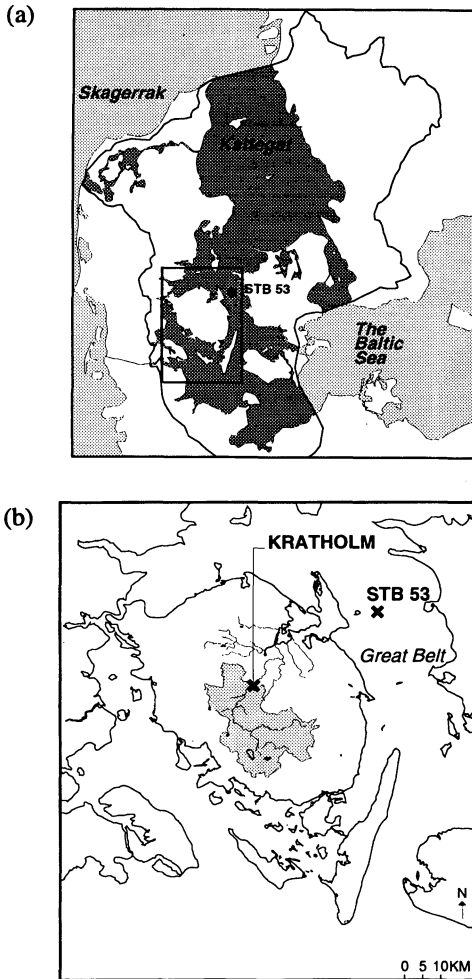 (a)
Skagerrak
Kattegat
STB 53
The
Baltic
Sea
(b)
KRATHOLM
STB 53
Great Belt
N
0 5 10KM